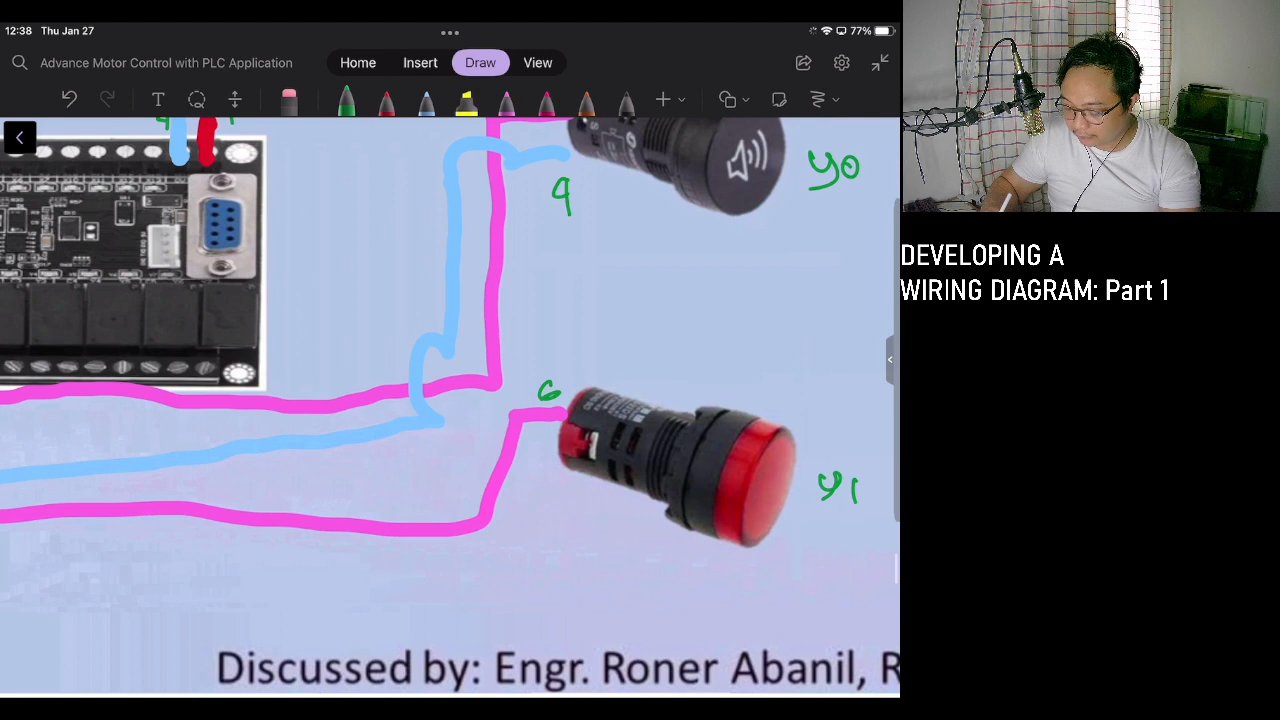 12:38 Thu Jan 27
77%
Advance Motor Control with PLC Application
Home Insert Draw View
T
9
y0
6
y1
Discussed by: Engr. Roner Abanil, R
DEVELOPING A
WIRING DIAGRAM: Part 1